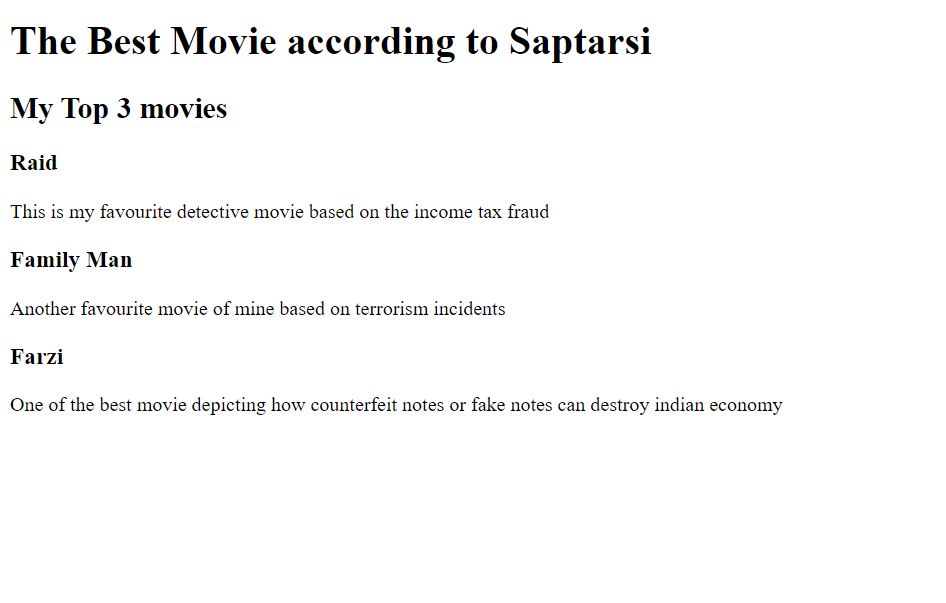 The Best Movie according to Saptarsi
My Top 3 movies
Raid
This is my favourite detective movie based on the income tax fraud
Family Man
Another favourite movie of mine based on terrorism incidents
Farzi
One of the best movie depicting how counterfeit notes or fake notes can destroy indian economy